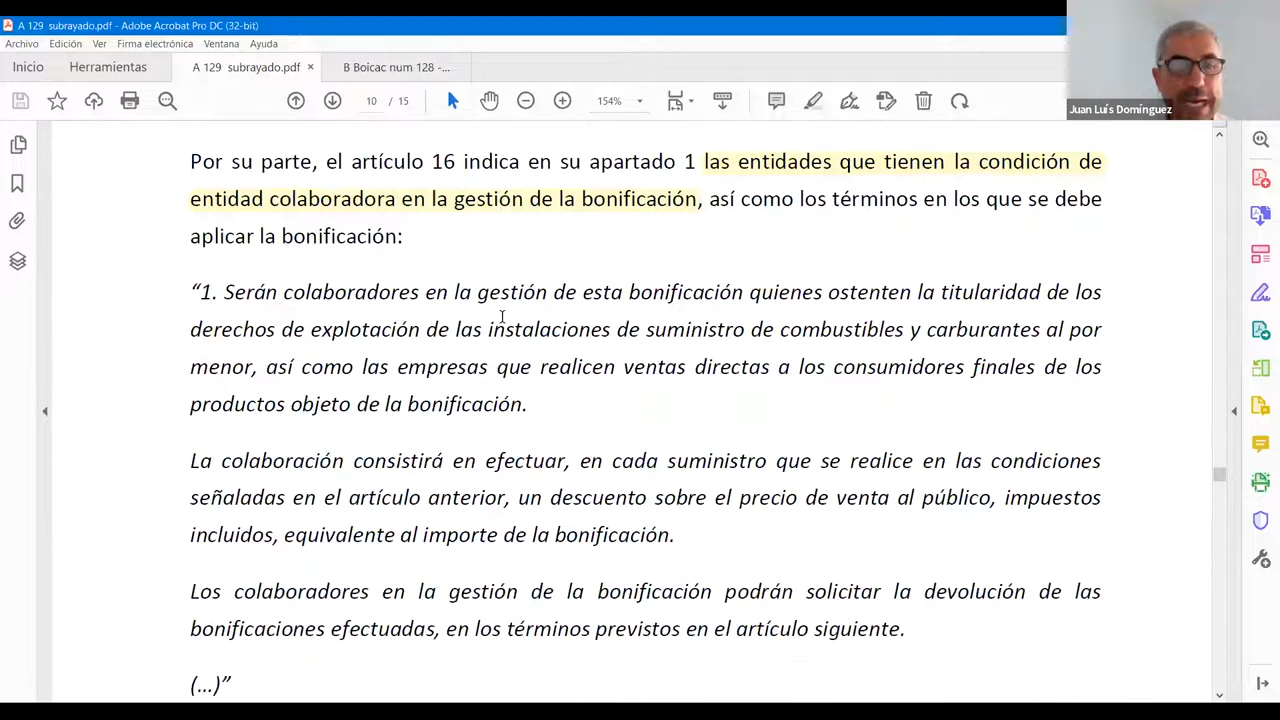 A 129 subrayado.pdf - Adobe Acrobat Pro DC (32-bit)
Archivo Edición Ver Firma electrónica Ventana Ayuda
Inicio Herramientas A 129 subrayado.pdf × B Boicac num 128 -...
10 / 15 154%
Juan Luís Domínguez
Por su parte, el artículo 16 indica en su apartado 1 las entidades que tienen la condición de
entidad colaboradora en la gestión de la bonificación, así como los términos en los que se debe
aplicar la bonificación:
“1. Serán colaboradores en la gestión de esta bonificación quienes ostenten la titularidad de los
derechos de explotación de las instalaciones de suministro de combustibles y carburantes al por
menor, así como las empresas que realicen ventas directas a los consumidores finales de los
productos objeto de la bonificación.
La colaboración consistirá en efectuar, en cada suministro que se realice en las condiciones
señaladas en el artículo anterior, un descuento sobre el precio de venta al público, impuestos
incluidos, equivalente al importe de la bonificación.
Los colaboradores en la gestión de la bonificación podrán solicitar la devolución de las
bonificaciones efectuadas, en los términos previstos en el artículo siguiente.
(...)”